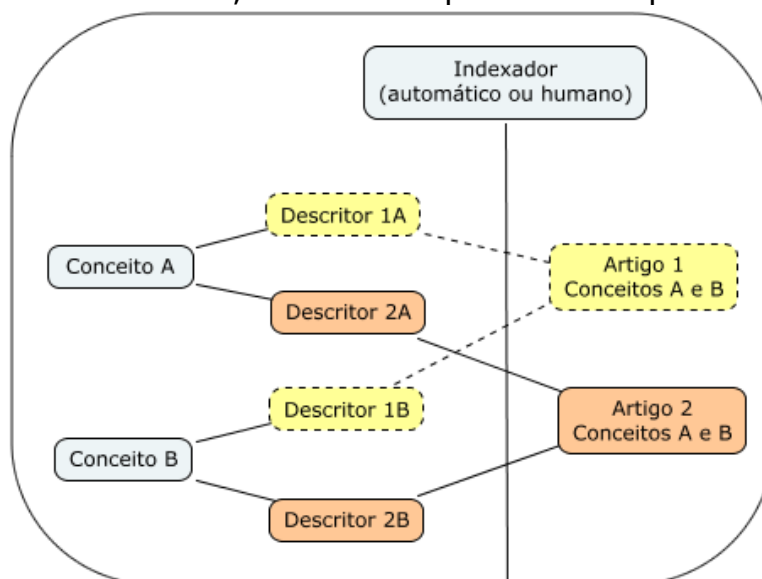 Indexador
(automático ou humano)
Descritor 1A
Conceito A
Artigo 1
Conceitos A e B
Descritor 2A
Descritor 1B
Artigo 2
Conceitos A e B
Conceito B
Descritor 2B